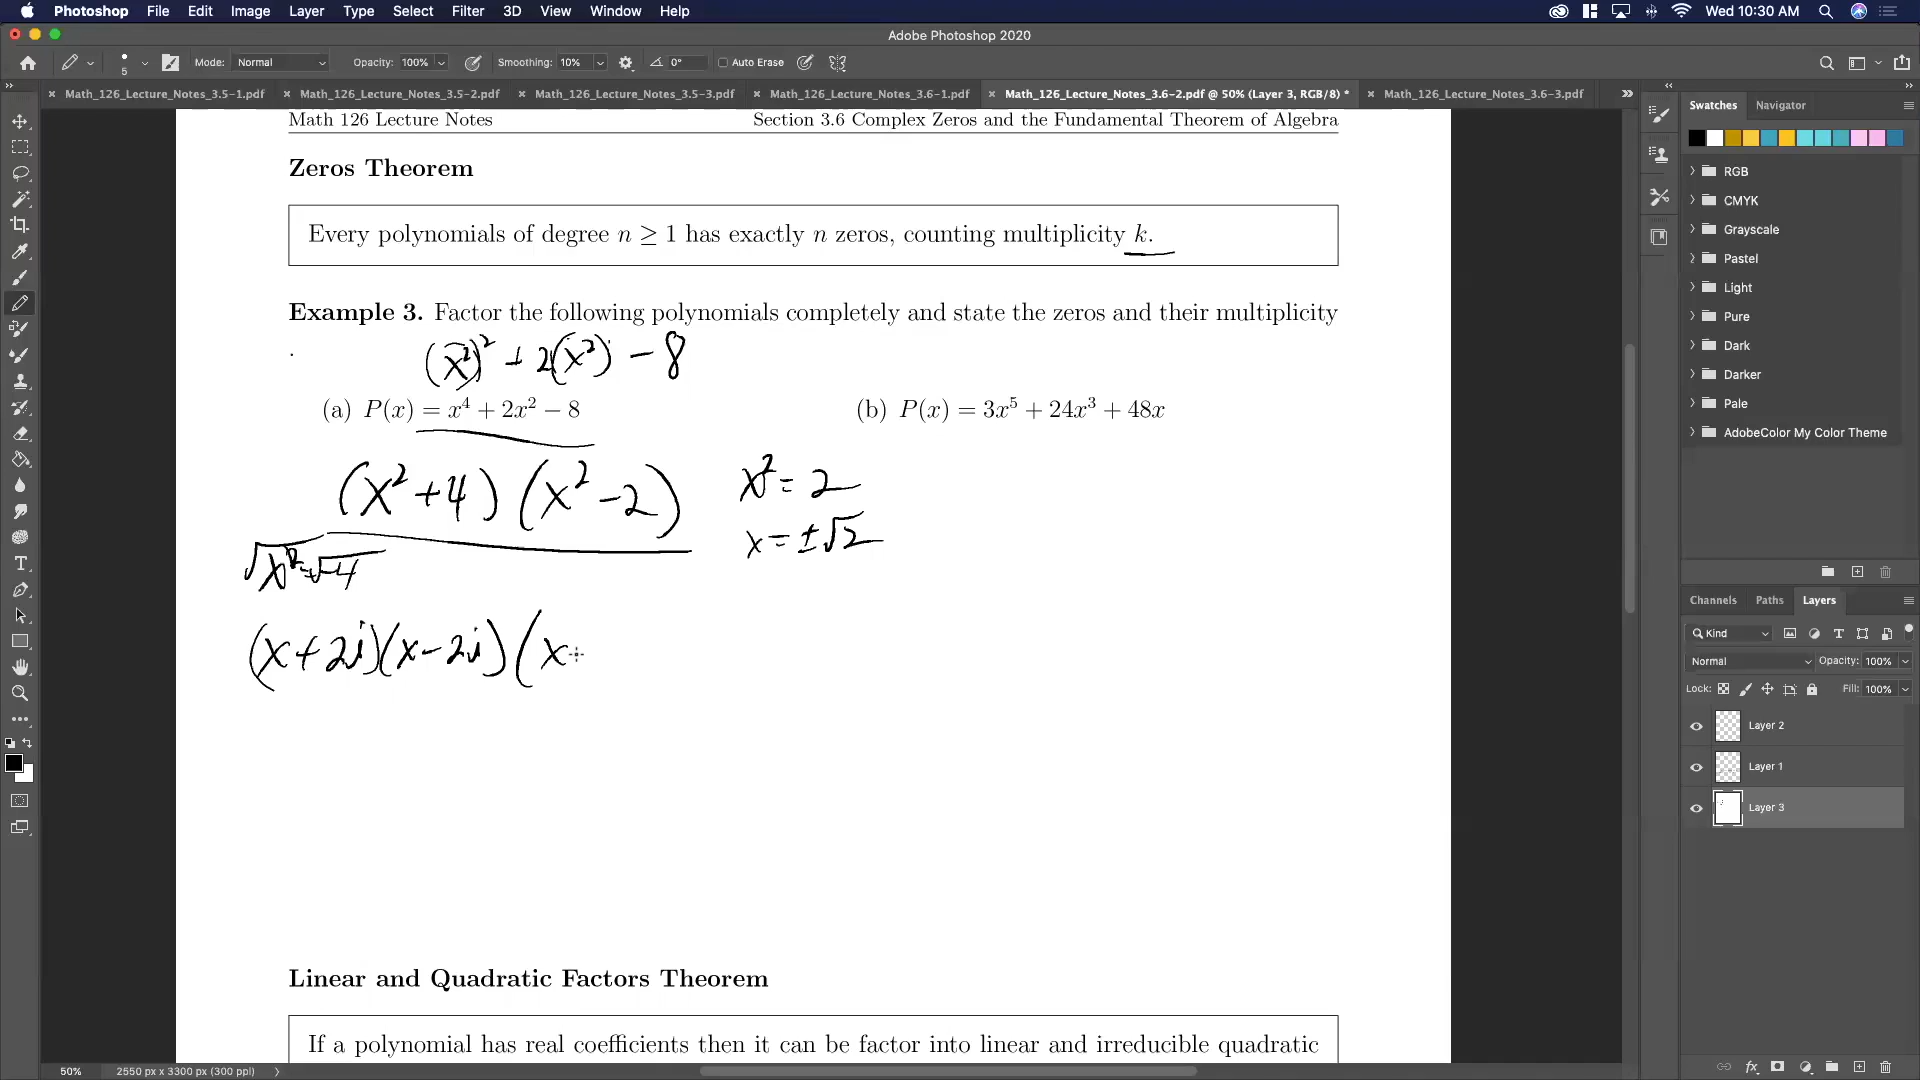 Photoshop File Edit Image Layer Type Select Filter 3D View Window Help Wed 10:30 AM
Adobe Photoshop 2020
5 Mode: Normal Opacity: 100% Smoothing: 10% 0° Auto Erase
Math_126_Lecture_Notes_3.5-1.pdf Math_126_Lecture_Notes_3.5-2.pdf Math_126_Lecture_Notes_3.5-3.pdf Math_126_Lecture_Notes_3.6-1.pdf Math_126_Lecture_Notes_3.6-2.pdf @ 50% (Layer 3, RGB/8) * Math_126_Lecture_Notes_3.6-3.pdf
Math 126 Lecture Notes Section 3.6 Complex Zeros and the Fundamental Theorem of Algebra
Zeros Theorem
Every polynomials of degree n ≥ 1 has exactly n zeros, counting multiplicity k.
Example 3. Factor the following polynomials completely and state the zeros and their multiplicity
.
(x²)² + 2(x²) − 8
(a) P(x) = x⁴ + 2x² − 8 (b) P(x) = 3x⁵ + 24x³ + 48x
(x²+4) (x²−2) x² = 2
x = ±√2
√x² = √−4
(x+2i)(x−2i)(x
Linear and Quadratic Factors Theorem
If a polynomial has real coefficients then it can be factor into linear and irreducible quadratic
50% 2550 px x 3300 px (300 ppi)
Swatches Navigator
RGB
CMYK
Grayscale
Pastel
Light
Pure
Dark
Darker
Pale
AdobeColor My Color Theme
Channels Paths Layers
Kind
Normal Opacity: 100%
Lock: Fill: 100%
Layer 2
Layer 1
Layer 3
fx